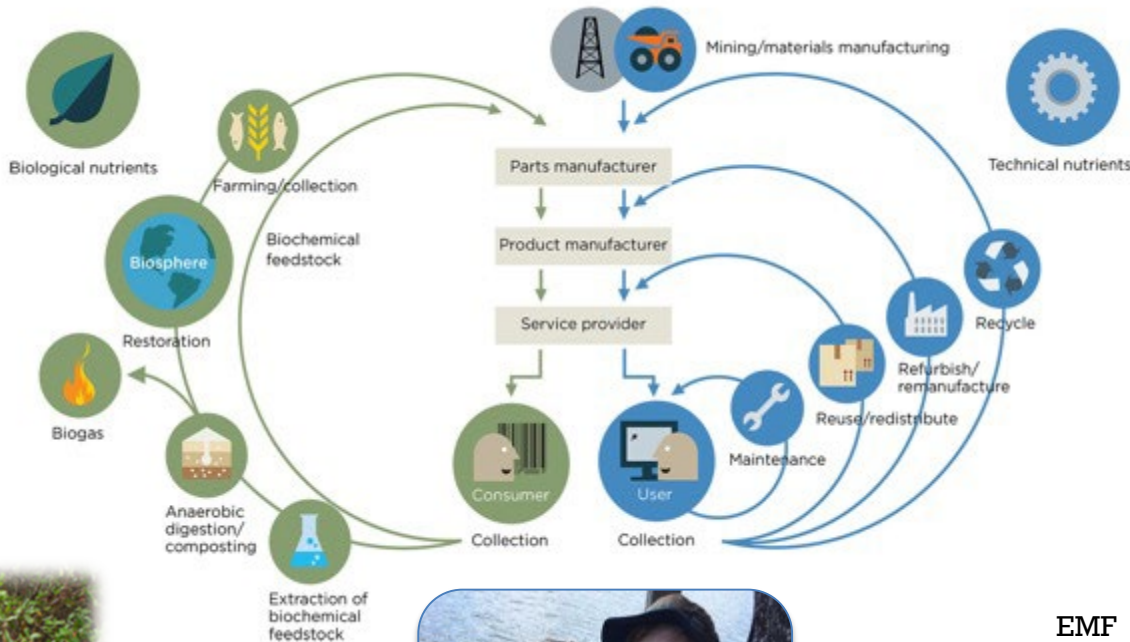 Mining/materials manufacturing
Biological nutrients
Technical nutrients
Farming/collection
Parts manufacturer
Biochemical
feedstock
Product manufacturer
Biosphere
Restoration
Service provider
Recycle
Refurbish/
remanufacture
Reuse/redistribute
Biogas
Maintenance
Consumer
User
Anaerobic
digestion/
composting
Collection
Collection
Extraction of
biochemical
feedstock
EMF